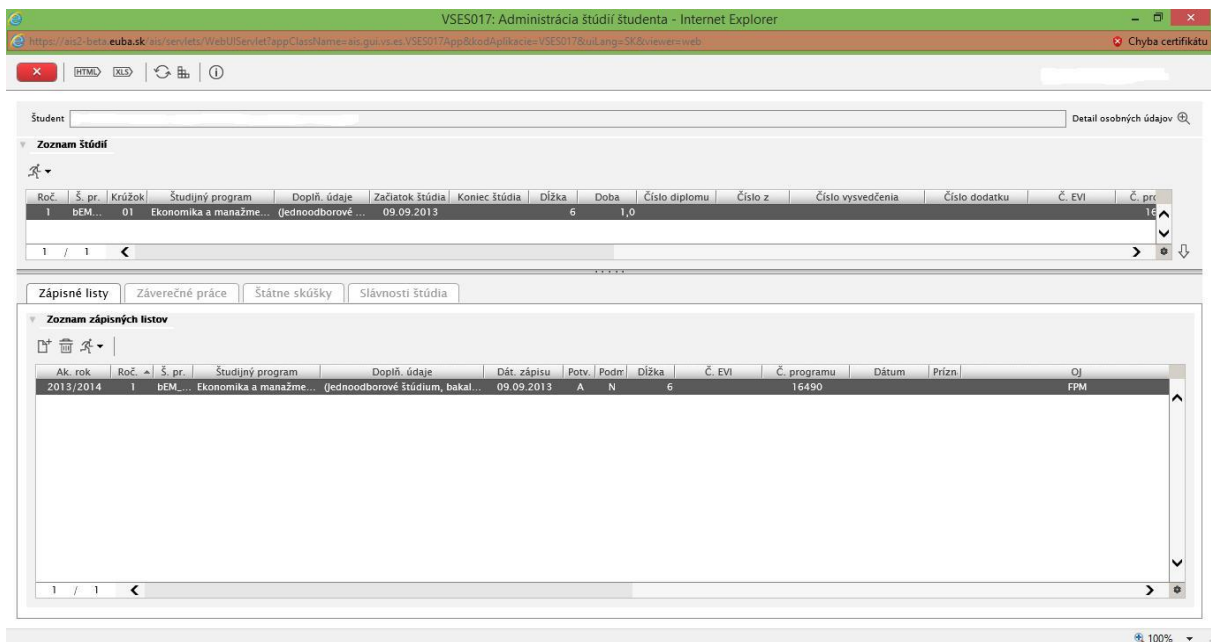 VSES017: Administrácia štúdií študenta - Internet Explorer
https://ais2-beta.euba.sk/ais/servlets/WebUIServlet?appClassName=ais.gui.vs.es.VSES017App&kodAplikacie=VSES017&uiLang=SK&viewer=web Chyba certifikátu
HTML XLS
Študent Detail osobných údajov
Zoznam štúdií
Roč. Š. pr. Krúžok Študijný program Doplň. údaje Začiatok štúdia Koniec štúdia Dĺžka Doba Číslo diplomu Číslo z Číslo vysvedčenia Číslo dodatku Č. EVI Č. pro
1 bEM... 01 Ekonomika a manažme... (Jednoodborové ... 09.09.2013 6 1,0 16
1 / 1
Zápisné listy Záverečné práce Štátne skúšky Slávnosti štúdia
Zoznam zápisných listov
Ak. rok Roč. Š. pr. Študijný program Doplň. údaje Dát. zápisu Potv. Podm Dĺžka Č. EVI Č. programu Dátum Prízn. OJ
2013/2014 1 bEM_... Ekonomika a manažme... (Jednoodborové štúdium, bakal... 09.09.2013 A N 6 16490 FPM
1 / 1
100%